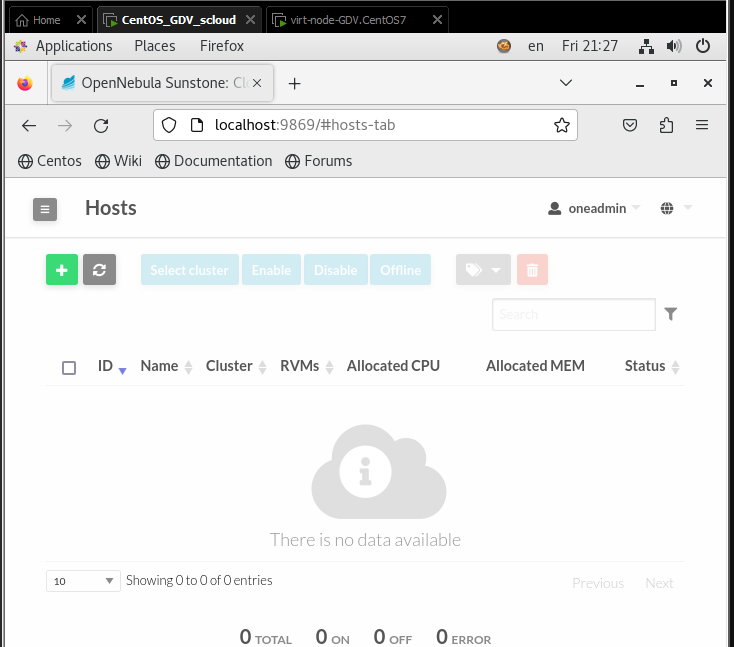 Home CentOS_GDV_scloud virt-node-GDV.CentOS7
Applications Places Firefox en Fri 21:27
OpenNebula Sunstone: Clo
localhost:9869/#hosts-tab
Centos Wiki Documentation Forums
Hosts oneadmin
Select cluster Enable Disable Offline
Search
ID Name Cluster RVMs Allocated CPU Allocated MEM Status
There is no data available
10 Showing 0 to 0 of 0 entries Previous Next
0 TOTAL 0 ON 0 OFF 0 ERROR